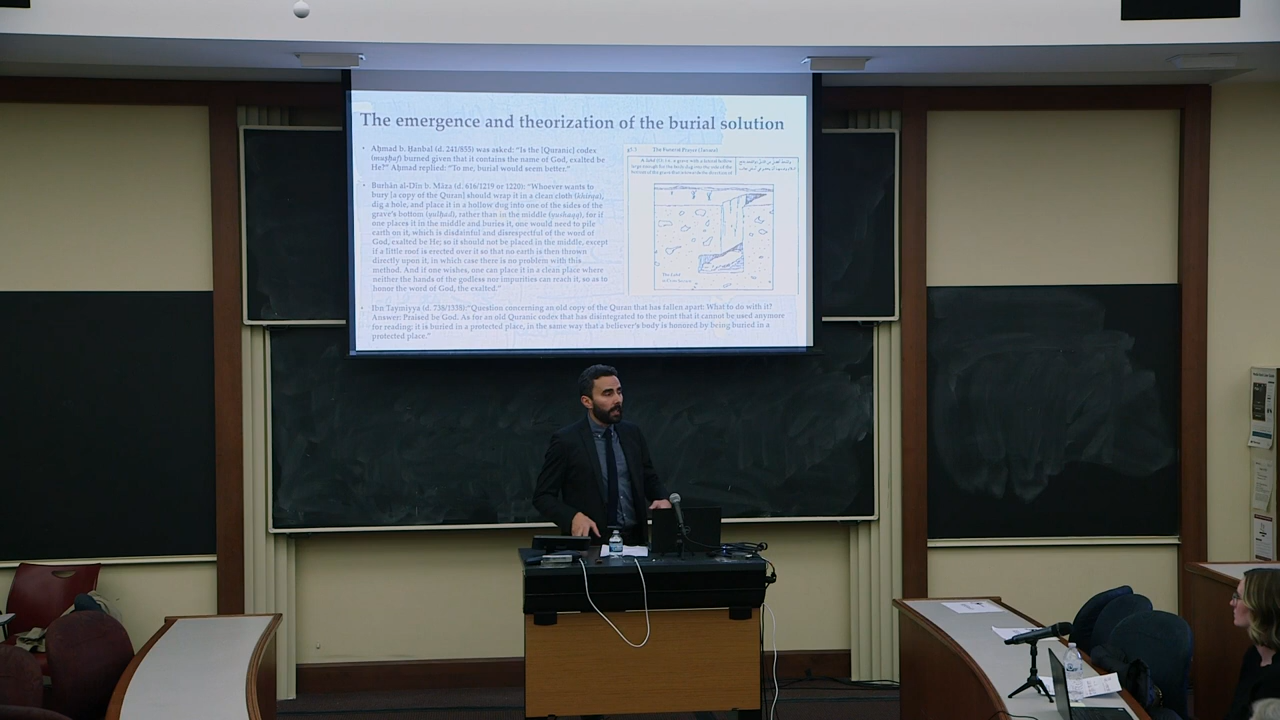 The emergence and theorization of the burial solution
• Aḥmad b. Ḥanbal (d. 241/855) was asked: “Is the [Quranic] codex
(muṣḥaf) burned given that it contains the name of God, exalted be
He?” Aḥmad replied: “To me, burial would seem better.”
• Burhān al-Dīn b. Māza (d. 616/1219 or 1220): “Whoever wants to
bury [a copy of the Quran] should wrap it in a clean cloth (khirqa),
dig a hole, and place it in a hollow dug into one of the sides of the
grave’s bottom (yulḥad), rather than in the middle (yushaqq), for if
one places it in the middle and buries it, one would need to pile
earth on it, which is disdainful and disrespectful of the word of
God, exalted be He; so it should not be placed in the middle, except
if a little roof is erected over it so that no earth is then thrown
directly upon it, in which case there is no problem with this
method. And if one wishes, one can place it in a clean place where
neither the hands of the godless nor impurities can reach it, so as to
honor the word of God, the exalted.”
• Ibn Taymiyya (d. 738/1338): “Question concerning an old copy of the Quran that has fallen apart: What to do with it?
Answer: Praised be God. As for an old Quranic codex that has disintegrated to the point that it cannot be used anymore
for reading: it is buried in a protected place, in the same way that a believer’s body is honored by being buried in a
protected place.”
The Funeral Prayer (Janaza)